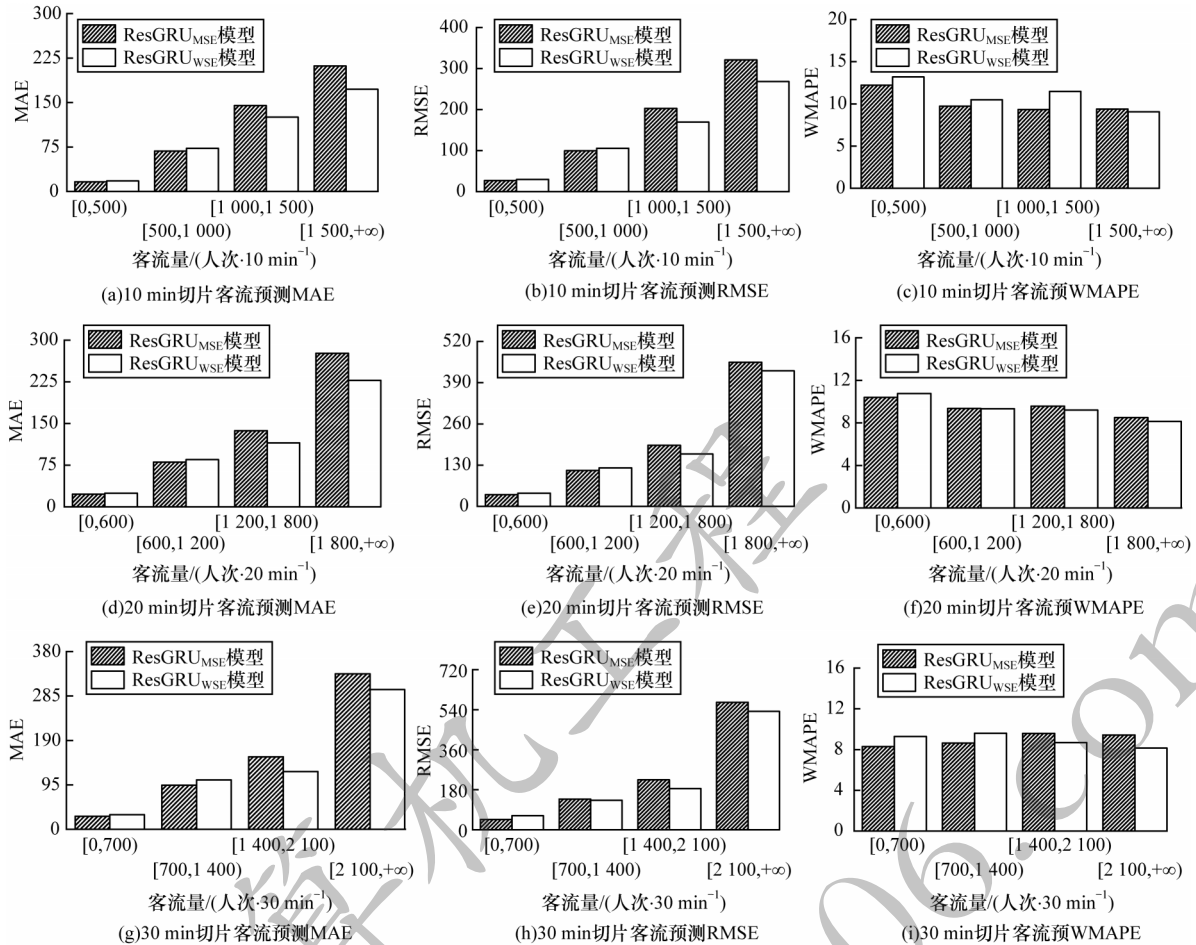 300
225
150
75
0
MAE
ResGRUMSE模型
ResGRUWSE模型
[0,500)
[1 000,1 500)
[500,1 000)
[1 500,+∞)
客流量/(人次·10 min⁻¹)
(a)10 min切片客流预测MAE
400
300
200
100
0
RMSE
ResGRUMSE模型
ResGRUWSE模型
[0,500)
[1 000,1 500)
[500,1 000)
[1 500,+∞)
客流量/(人次·10 min⁻¹)
(b)10 min切片客流预测RMSE
20
15
10
5
0
WMAPE
ResGRUMSE模型
ResGRUWSE模型
[0,500)
[1 000,1 500)
[500,1 000)
[1 500,+∞)
客流量/(人次·10 min⁻¹)
(c)10 min切片客流预WMAPE
300
225
150
75
0
MAE
ResGRUMSE模型
ResGRUWSE模型
[0,600)
[1 200,1 800)
[600,1 200)
[1 800,+∞)
客流量/(人次·20 min⁻¹)
(d)20 min切片客流预测MAE
520
390
260
130
0
RMSE
ResGRUMSE模型
ResGRUWSE模型
[0,600)
[1 200,1 800)
[600,1 200)
[1 800,+∞)
客流量/(人次·20 min⁻¹)
(e)20 min切片客流预测RMSE
16
12
8
4
0
WMAPE
ResGRUMSE模型
ResGRUWSE模型
[0,600)
[1 200,1 800)
[600,1 200)
[1 800,+∞)
客流量/(人次·20 min⁻¹)
(f)20 min切片客流预WMAPE
380
285
190
95
0
MAE
ResGRUMSE模型
ResGRUWSE模型
[0,700)
[1 400,2 100)
[700,1 400)
[2 100,+∞)
客流量/(人次·30 min⁻¹)
(g)30 min切片客流预测MAE
720
540
360
180
0
RMSE
ResGRUMSE模型
ResGRUWSE模型
[0,700)
[1 400,2 100)
[700,1 400)
[2 100,+∞)
客流量/(人次·30 min⁻¹)
(h)30 min切片客流预测RMSE
16
12
8
4
0
WMAPE
ResGRUMSE模型
ResGRUWSE模型
[0,700)
[1 400,2 100)
[700,1 400)
[2 100,+∞)
客流量/(人次·30 min⁻¹)
(i)30 min切片客流预WMAPE
算机工程
06.com